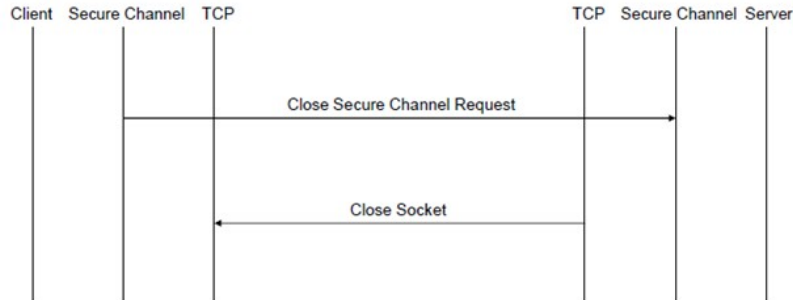 Client Secure Channel TCP TCP Secure Channel Server
Close Secure Channel Request
Close Socket